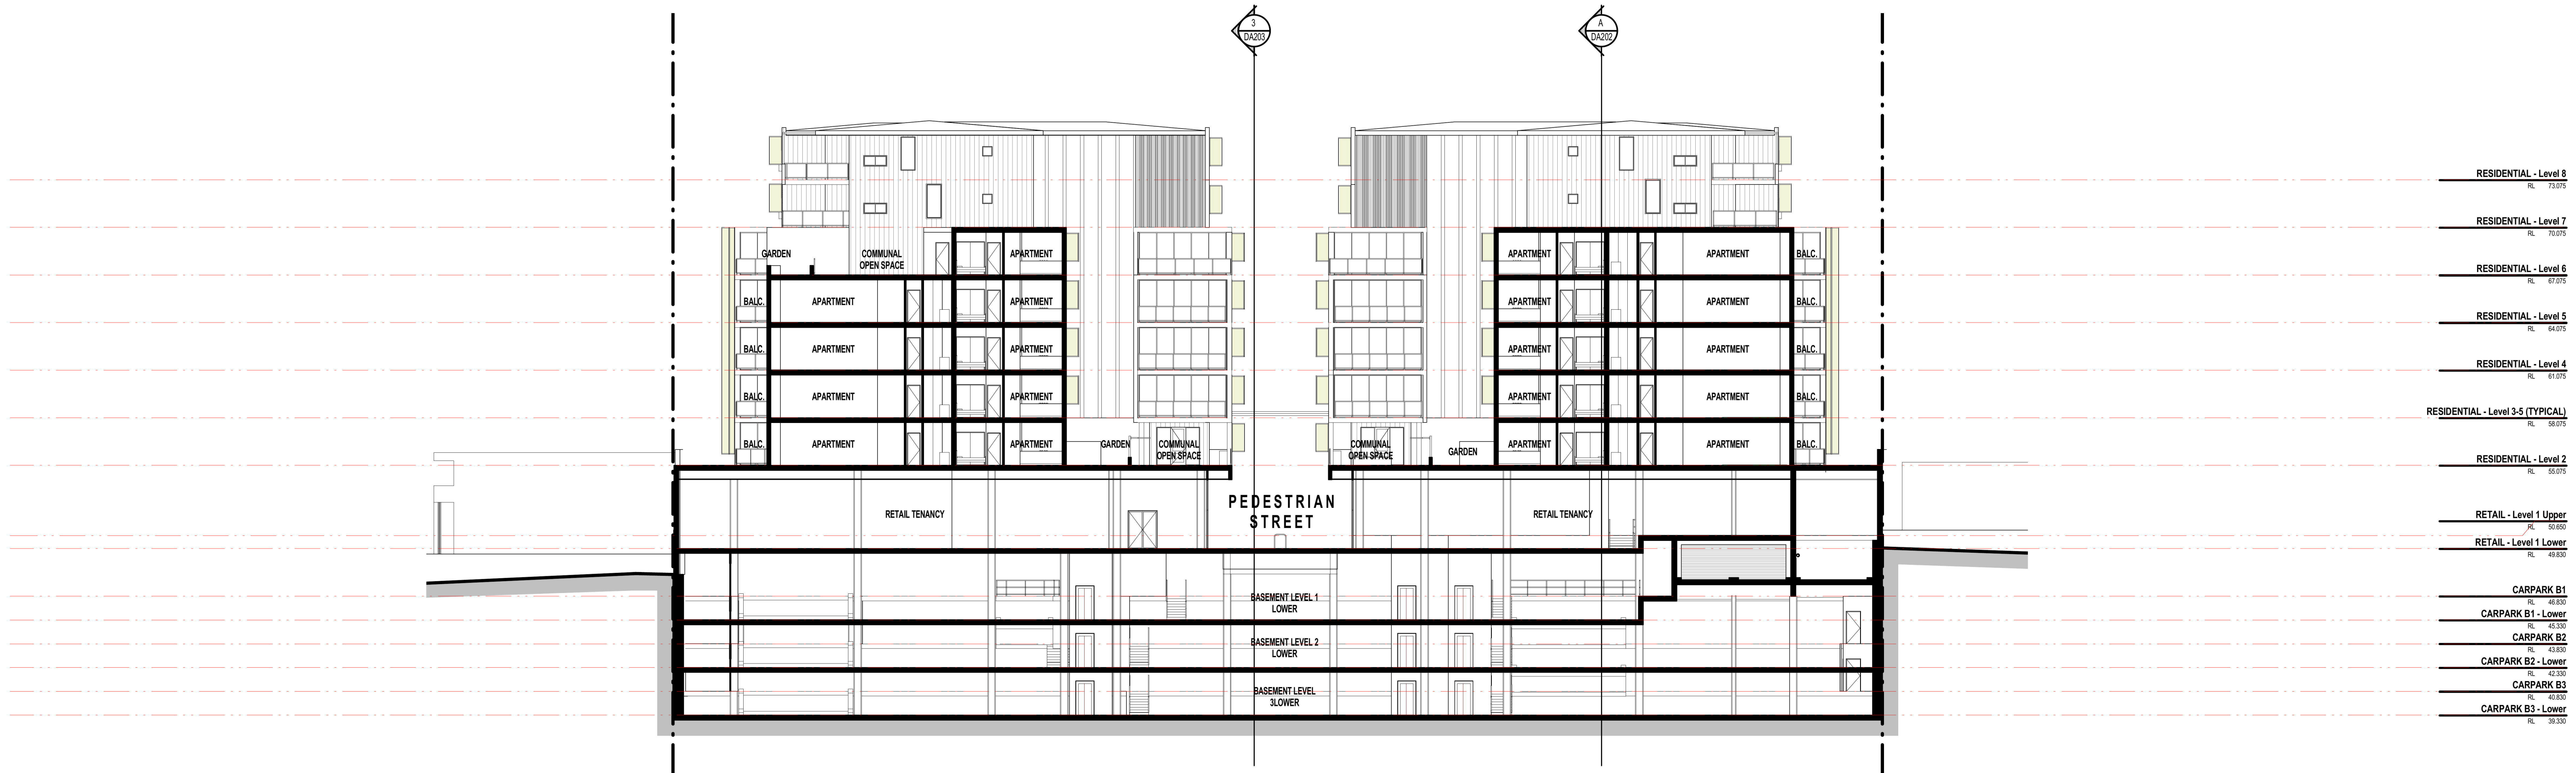 3
DA203
A
DA202
RESIDENTIAL - Level 8
RL 73.075
RESIDENTIAL - Level 7
RL 70.075
GARDEN
COMMUNAL
OPEN SPACE
APARTMENT
APARTMENT
APARTMENT
BALC.
RESIDENTIAL - Level 6
RL 67.075
BALC.
APARTMENT
APARTMENT
APARTMENT
APARTMENT
BALC.
RESIDENTIAL - Level 5
RL 64.075
BALC.
APARTMENT
APARTMENT
APARTMENT
APARTMENT
BALC.
RESIDENTIAL - Level 4
RL 61.075
BALC.
APARTMENT
APARTMENT
APARTMENT
APARTMENT
BALC.
RESIDENTIAL - Level 3-5 (TYPICAL)
RL 58.075
BALC.
APARTMENT
APARTMENT
GARDEN
COMMUNAL
OPEN SPACE
COMMUNAL
OPEN SPACE
GARDEN
APARTMENT
APARTMENT
BALC.
RESIDENTIAL - Level 2
RL 55.075
RETAIL TENANCY
PEDESTRIAN
STREET
RETAIL TENANCY
RETAIL - Level 1 Upper
RL 50.650
RETAIL - Level 1 Lower
RL 49.830
BASEMENT LEVEL 1
LOWER
CARPARK B1
RL 46.830
CARPARK B1 - Lower
RL 45.330
BASEMENT LEVEL 2
LOWER
CARPARK B2
RL 43.830
CARPARK B2 - Lower
RL 42.330
BASEMENT LEVEL
3LOWER
CARPARK B3
RL 40.830
CARPARK B3 - Lower
RL 39.330